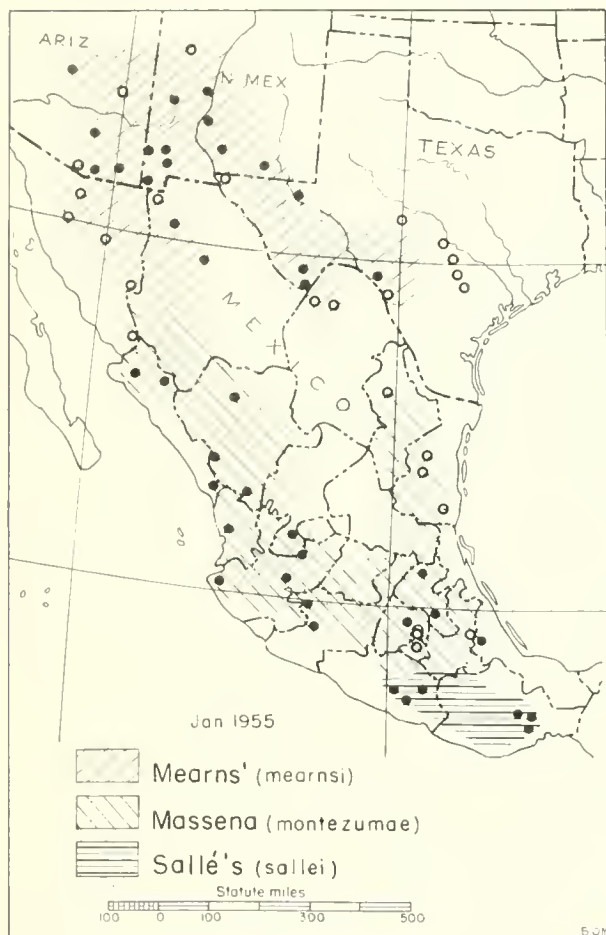 ARIZ
N MEX
TEXAS
MEXICO
Jan 1955
Mearns' (mearnsi)
Massena (montezumae)
Sallé's (sallei)
Statute miles
100 0 100 300 500